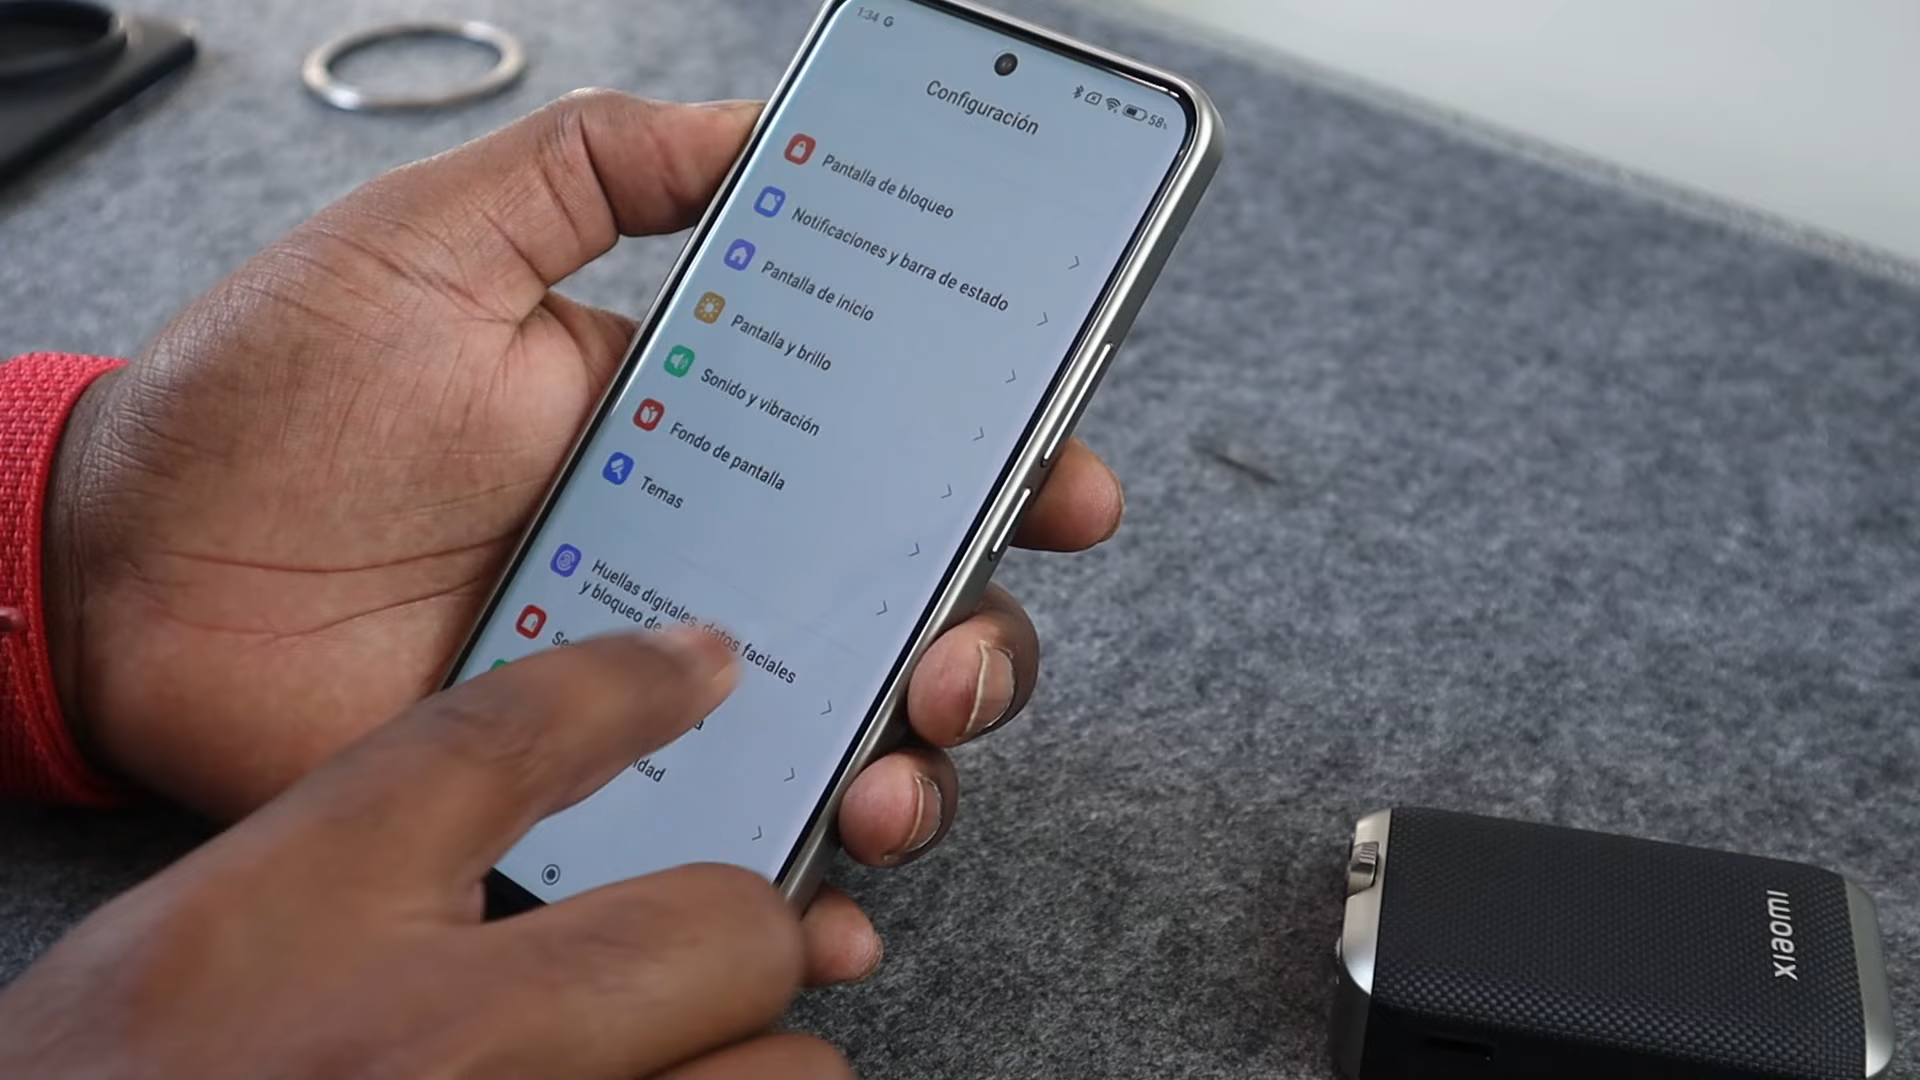 1:34 G
58%
Configuración
Pantalla de bloqueo
Notificaciones y barra de estado
Pantalla de inicio
Pantalla y brillo
Sonido y vibración
Fondo de pantalla
Temas
Huellas digitales, datos faciales
y bloqueo de
xiaomi